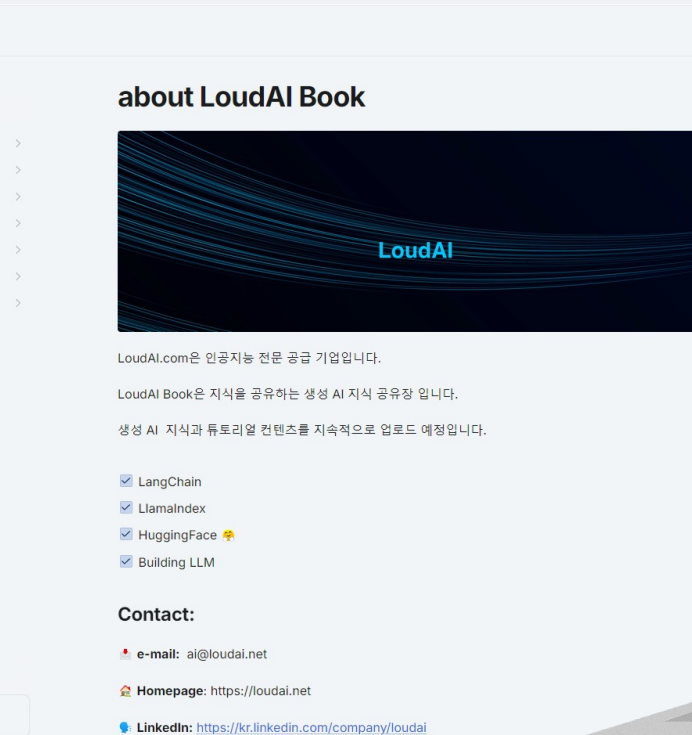 about LoudAI Book
LoudAI
LoudAI.com은 인공지능 전문 공급 기업입니다.
LoudAI Book은 지식을 공유하는 생성 AI 지식 공유장 입니다.
생성 AI  지식과 튜토리얼 컨텐츠를 지속적으로 업로드 예정입니다.
LangChain
LlamaIndex
HuggingFace 🤗
Building LLM
Contact:
📩 e-mail:  ai@loudai.net
🏠 Homepage: https://loudai.net
🗣 LinkedIn: https://kr.linkedin.com/company/loudai